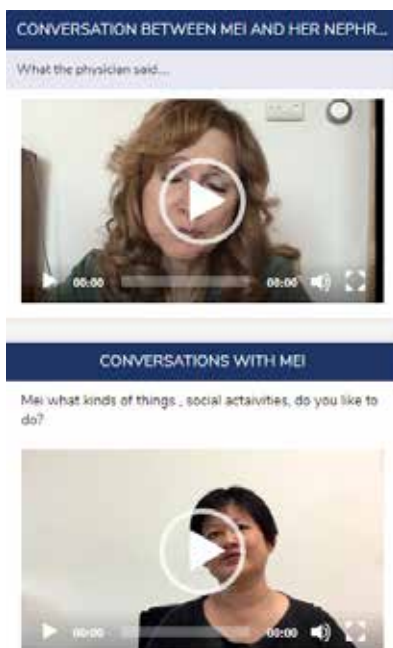 CONVERSATION BETWEEN MEI AND HER NEPHR...
What the physician said....
00:00 00:00
CONVERSATIONS WITH MEI
Mei what kinds of things , social actaivities, do you like to
do?
00:00 00:00